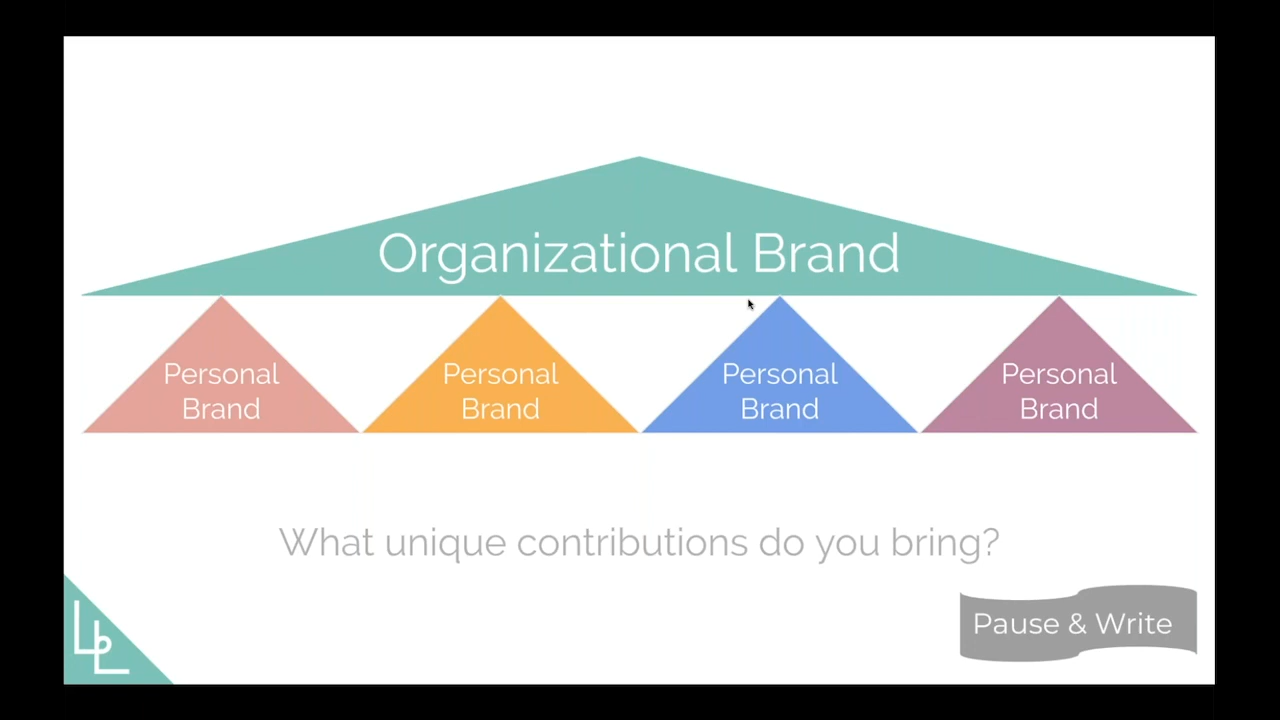 Organizational Brand
Personal
Brand
Personal
Brand
Personal
Brand
Personal
Brand
What unique contributions do you bring?
Pause & Write